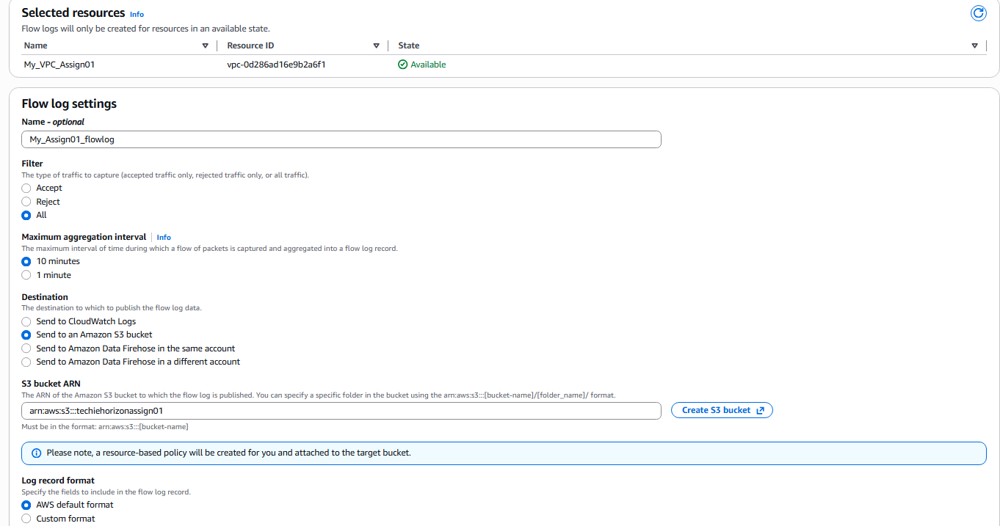 Selected resources Info
Flow logs will only be created for resources in an available state.
Name Resource ID State
My_VPC_Assign01 vpc-0d286ad16e9b2a6f1 Available
Flow log settings
Name - optional
My_Assign01_flowlog
Filter
The type of traffic to capture (accepted traffic only, rejected traffic only, or all traffic).
Accept
Reject
All
Maximum aggregation interval Info
The maximum interval of time during which a flow of packets is captured and aggregated into a flow log record.
10 minutes
1 minute
Destination
The destination to which to publish the flow log data.
Send to CloudWatch Logs
Send to an Amazon S3 bucket
Send to Amazon Data Firehose in the same account
Send to Amazon Data Firehose in a different account
S3 bucket ARN
The ARN of the Amazon S3 bucket to which the flow log is published. You can specify a specific folder in the bucket using the arn:aws:s3:::[bucket-name]/[folder_name]/ format.
arn:aws:s3:::techiehorizonassign01 Create S3 bucket
Must be in the format: arn:aws:s3:::[bucket-name]
Please note, a resource-based policy will be created for you and attached to the target bucket.
Log record format
Specify the fields to include in the flow log record.
AWS default format
Custom format